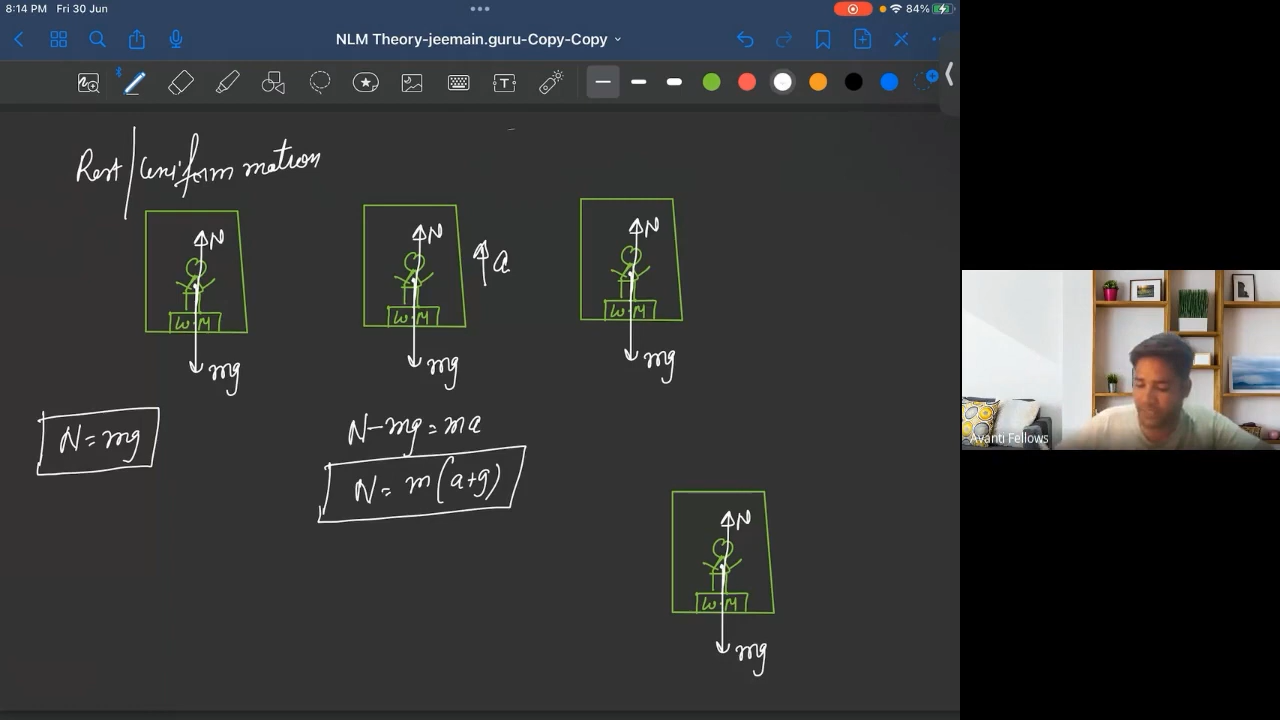 8:14 PM Fri 30 Jun
84%
NLM Theory-jeemain.guru-Copy-Copy
T
Rest/Uniform motion
N
W·M
mg
N
a
W·M
mg
N
W·M
mg
N = mg
N-mg = ma
N = m(a+g)
N
W·M
mg
Avanti Fellows